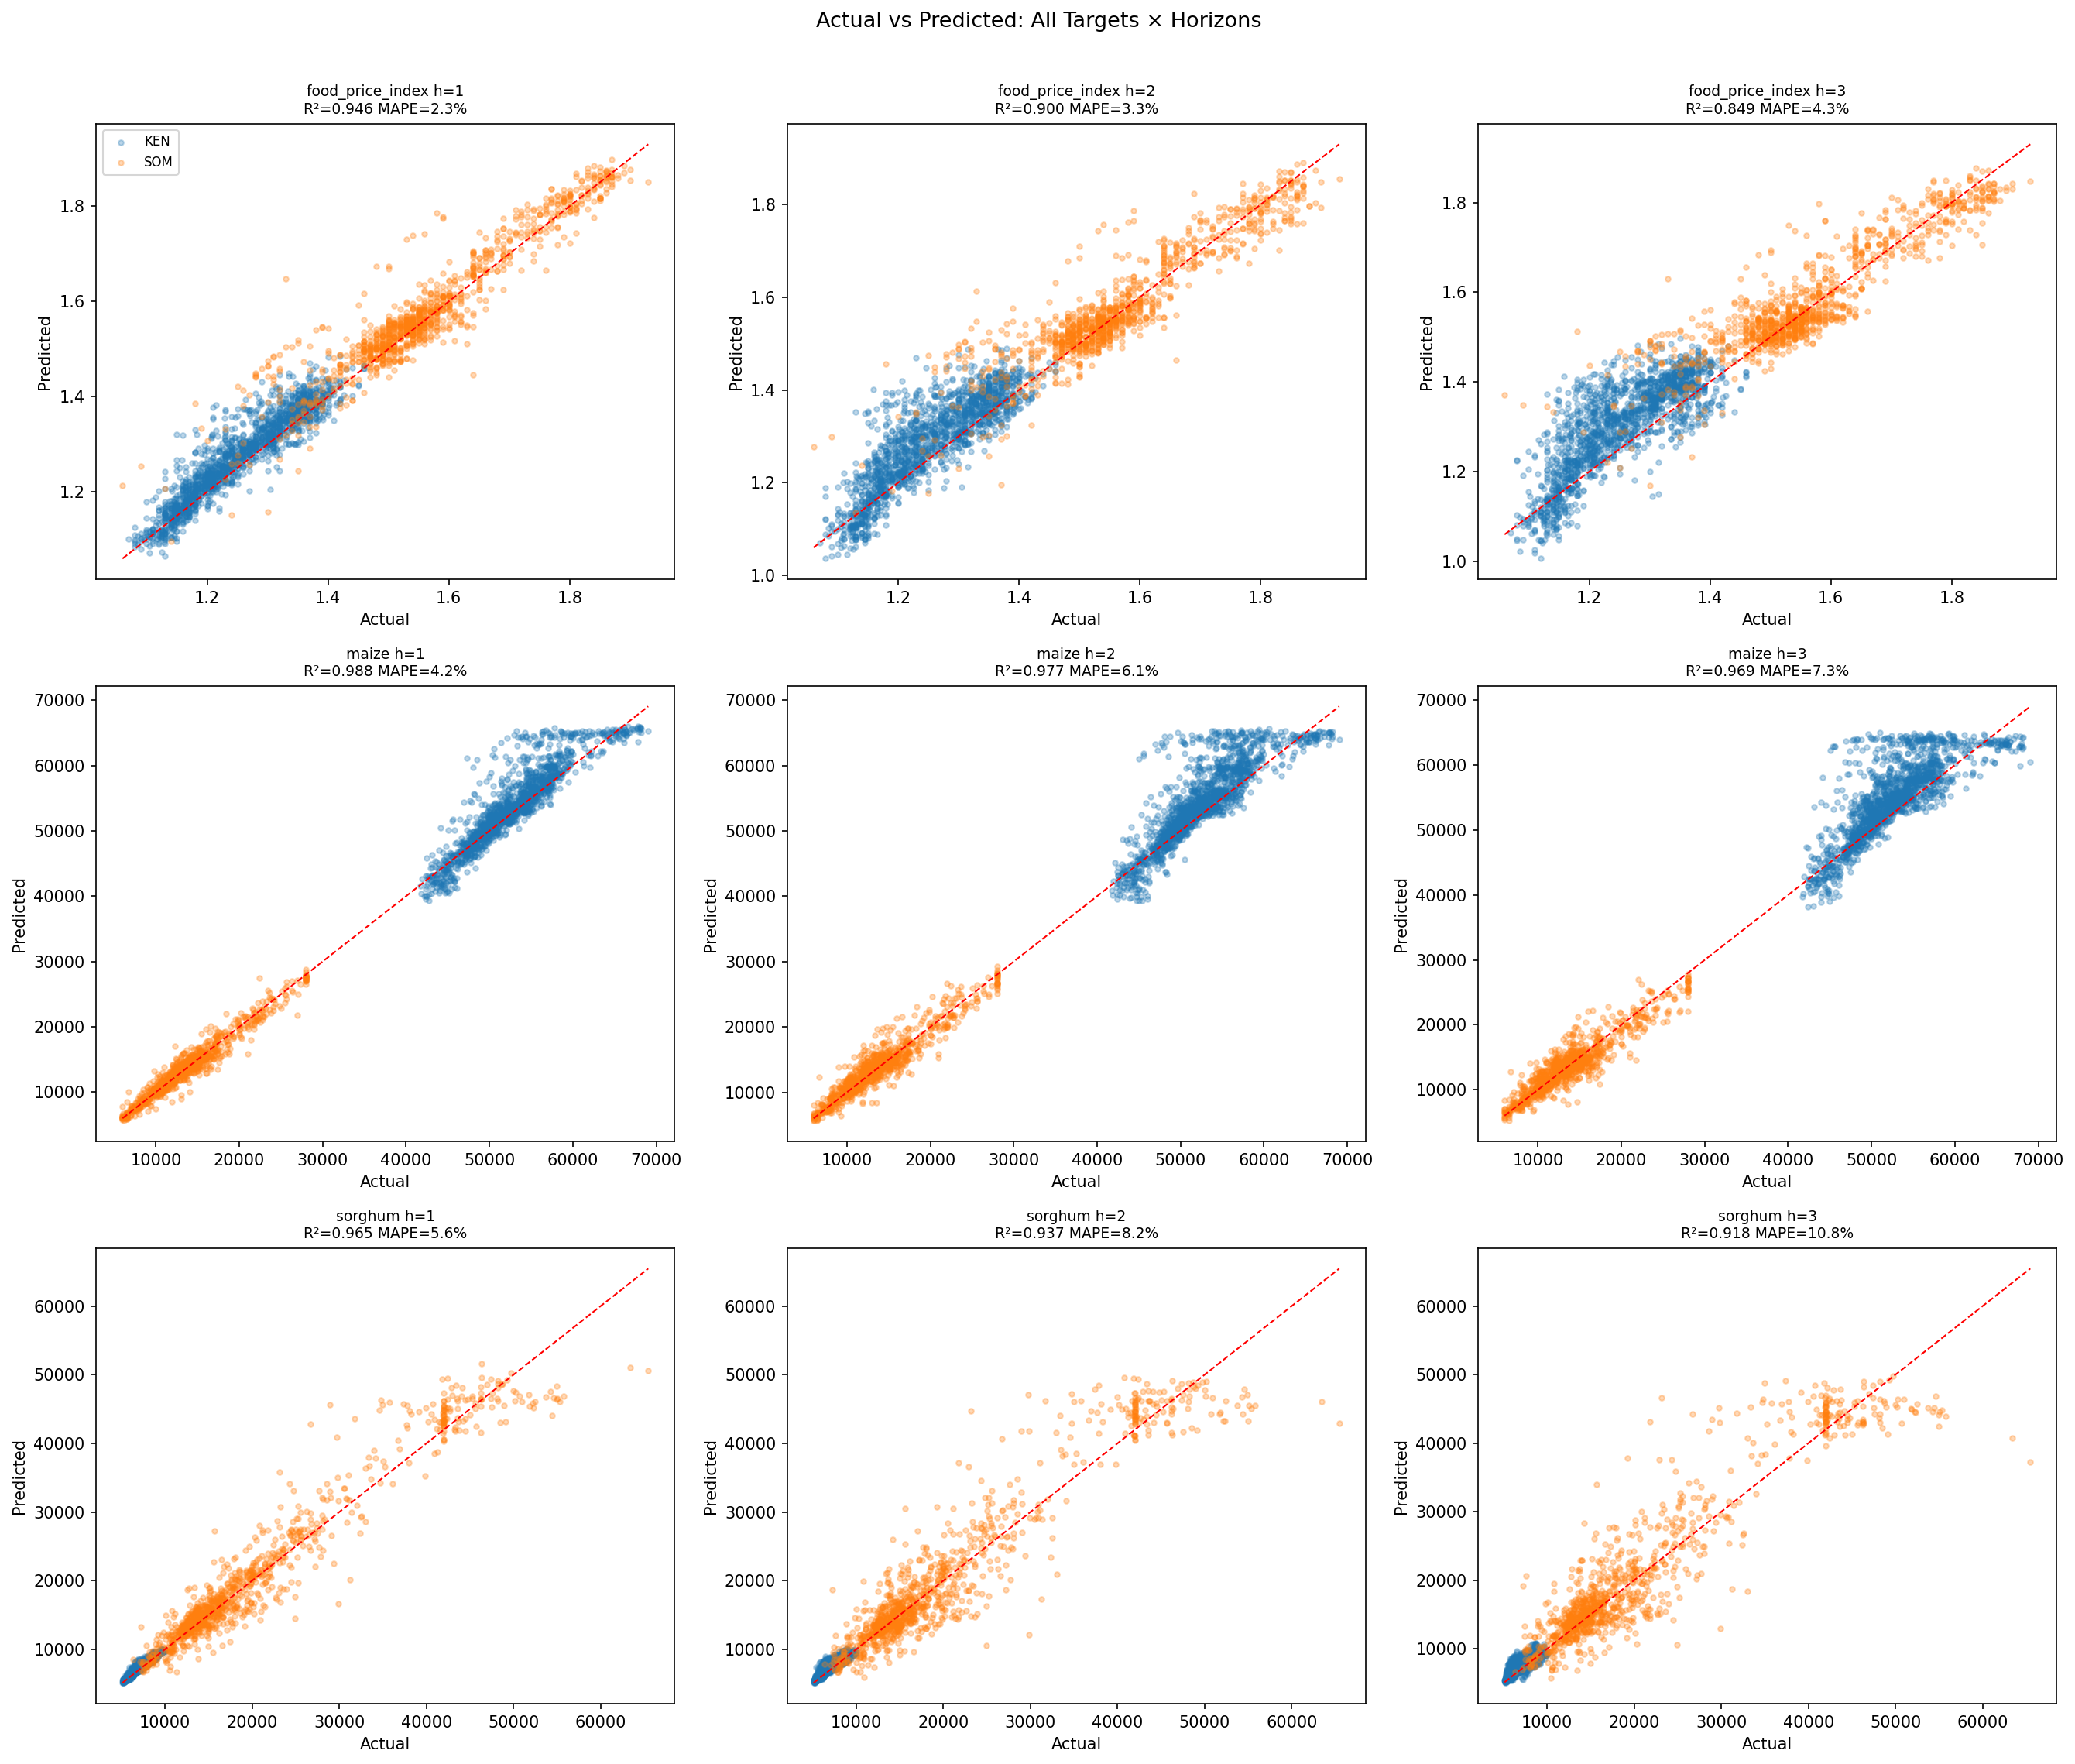 Actual vs Predicted: All Targets × Horizons
food_price_index h=1
R²=0.946 MAPE=2.3%
KEN
SOM
1.8
1.6
1.4
1.2
Predicted
1.2 1.4 1.6 1.8
Actual
food_price_index h=2
R²=0.900 MAPE=3.3%
1.8
1.6
1.4
1.2
1.0
Predicted
1.2 1.4 1.6 1.8
Actual
food_price_index h=3
R²=0.849 MAPE=4.3%
1.8
1.6
1.4
1.2
1.0
Predicted
1.2 1.4 1.6 1.8
Actual
maize h=1
R²=0.988 MAPE=4.2%
70000
60000
50000
40000
30000
20000
10000
Predicted
10000 20000 30000 40000 50000 60000 70000
Actual
maize h=2
R²=0.977 MAPE=6.1%
70000
60000
50000
40000
30000
20000
10000
Predicted
10000 20000 30000 40000 50000 60000 70000
Actual
maize h=3
R²=0.969 MAPE=7.3%
70000
60000
50000
40000
30000
20000
10000
Predicted
10000 20000 30000 40000 50000 60000 70000
Actual
sorghum h=1
R²=0.965 MAPE=5.6%
60000
50000
40000
30000
20000
10000
Predicted
10000 20000 30000 40000 50000 60000
Actual
sorghum h=2
R²=0.937 MAPE=8.2%
60000
50000
40000
30000
20000
10000
Predicted
10000 20000 30000 40000 50000 60000
Actual
sorghum h=3
R²=0.918 MAPE=10.8%
60000
50000
40000
30000
20000
10000
Predicted
10000 20000 30000 40000 50000 60000
Actual